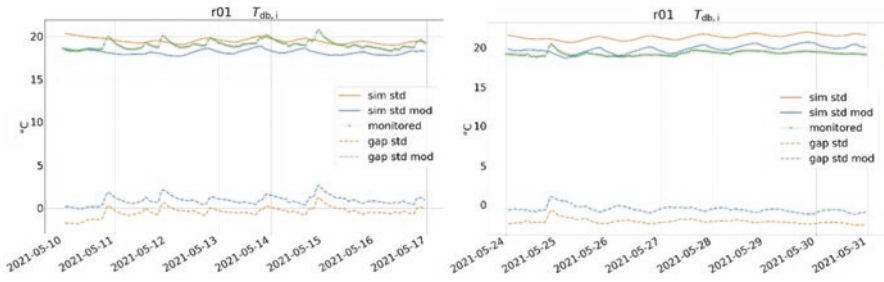 r01 T_db, i
20
15
10
5
0
°C
sim std
sim std mod
monitored
gap std
gap std mod
2021-05-10
2021-05-11
2021-05-12
2021-05-13
2021-05-14
2021-05-15
2021-05-16
2021-05-17
r01 T_db, i
20
15
10
5
0
°C
sim std
sim std mod
monitored
gap std
gap std mod
2021-05-24
2021-05-25
2021-05-26
2021-05-27
2021-05-28
2021-05-29
2021-05-30
2021-05-31